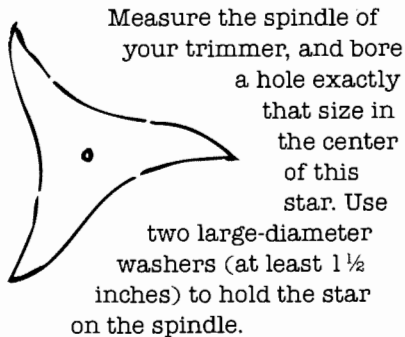 Measure the spindle of
your trimmer, and bore
a hole exactly
that size in
the center
of this
star. Use
two large-diameter
washers (at least 1½
inches) to hold the star
on the spindle.